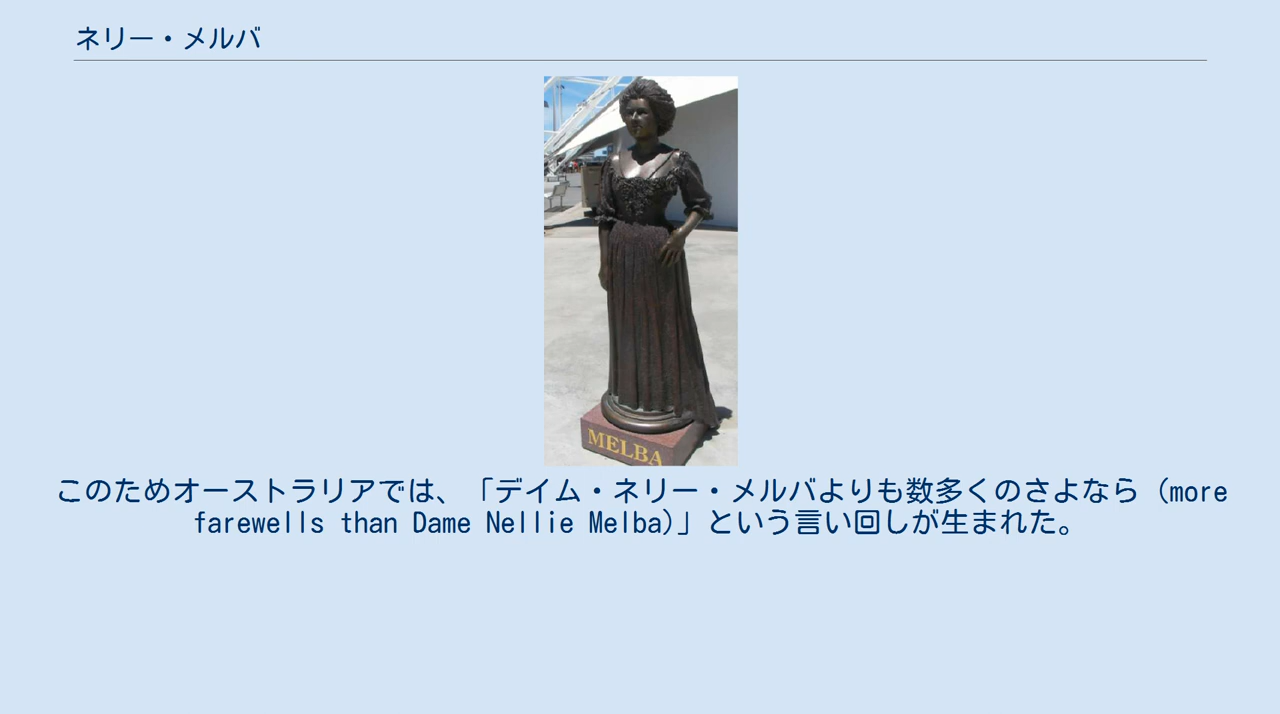 ネリー・メルバ
MELBA
このためオーストラリアでは、「デイム・ネリー・メルバよりも数多くのさよなら (more
farewells than Dame Nellie Melba)」という言い回しが生まれた。